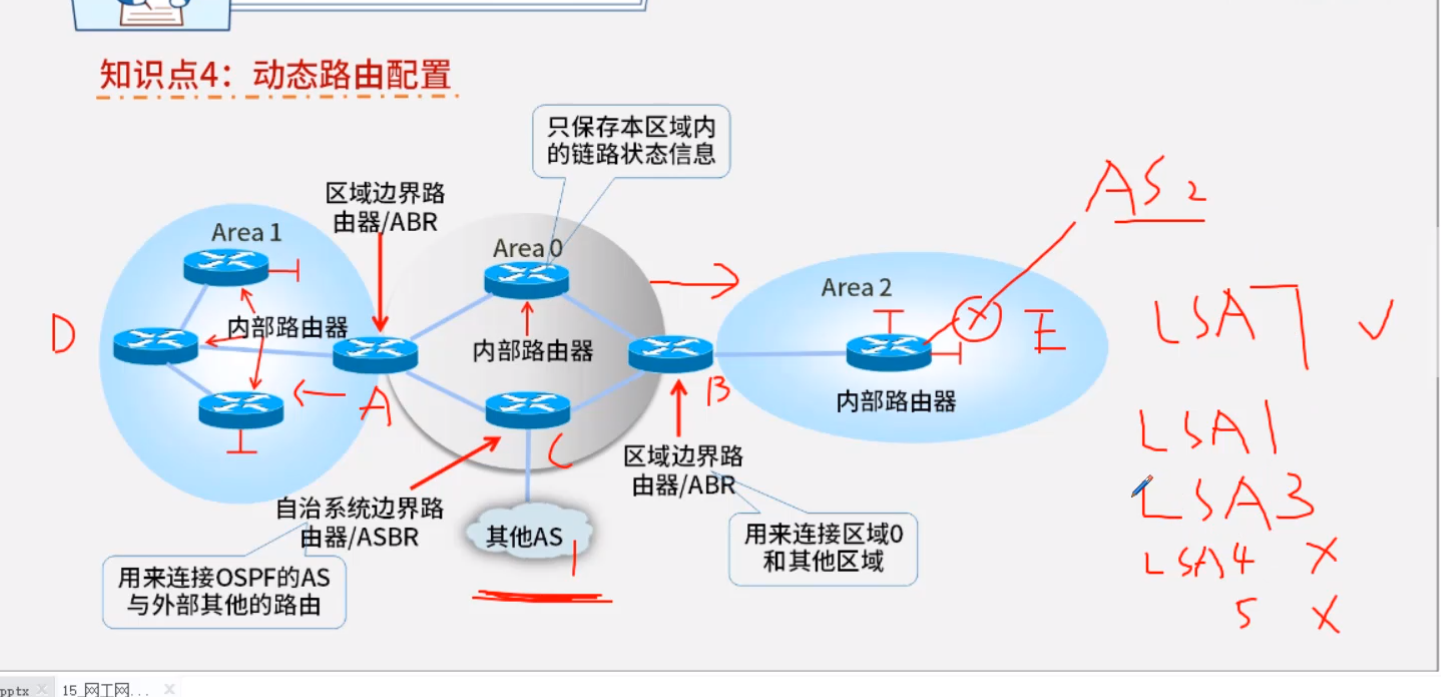 知识点4：动态路由配置
只保存本区域内
的链路状态信息
区域边界路
由器/ABR
AS2
Area 1
Area 0
Area 2
D
内部路由器
内部路由器
E
LSA7 ✓
A
B
内部路由器
LSA1
C
区域边界路
由器/ABR
LSA3
自治系统边界路
由器/ASBR
其他AS 1
用来连接区域0
和其他区域
LSA4 X
用来连接OSPF的AS
与外部其他的路由
5 X
pptx
15_网工网...